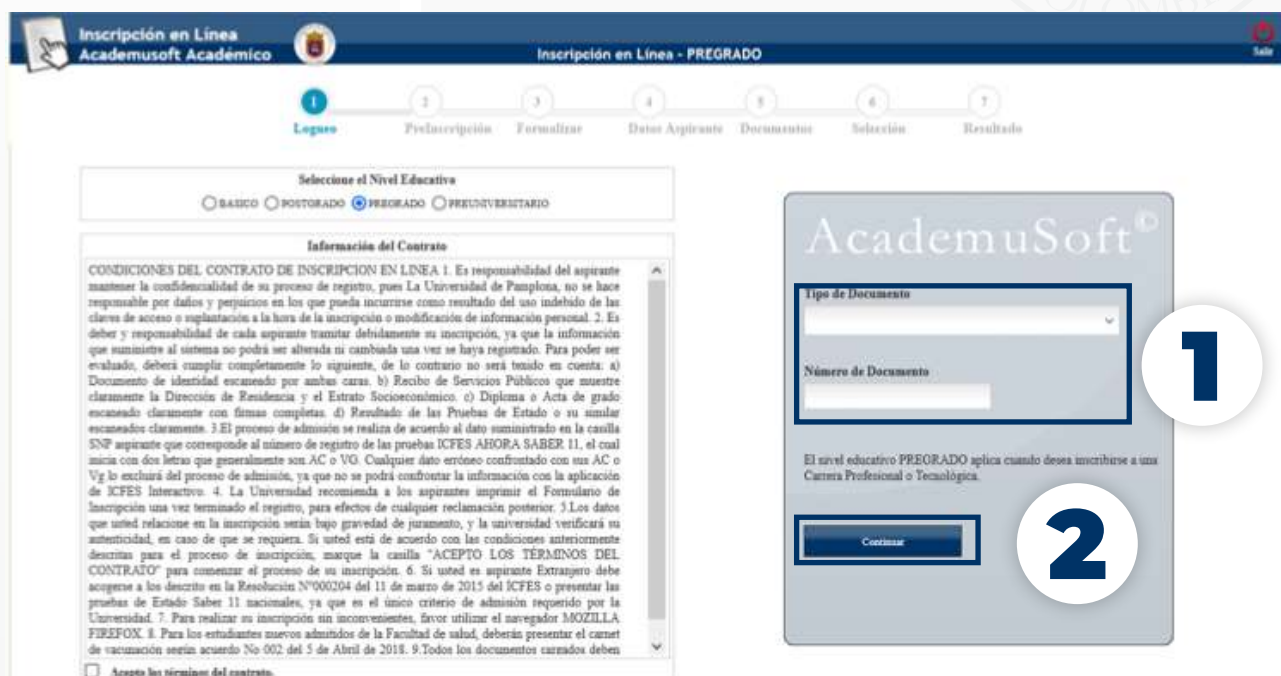 Inscripción en Línea
Academusoft Académico
Inscripción en Línea - PREGRADO
Salir
1
2
3
4
5
6
7
Logueo
PreInscripción
Formalizar
Datos Aspirante
Documentos
Selección
Resultado
Seleccione el Nivel Educativo
BASICO POSTGRADO PREGRADO PREUNIVERSITARIO
Información del Contrato
CONDICIONES DEL CONTRATO DE INSCRIPCION EN LINEA 1. Es responsabilidad del aspirante
mantener la confidencialidad de su proceso de registro, pues La Universidad de Pamplona, no se hace
responsable por daños y perjuicios en los que pueda incurrirse como resultado del uso indebido de las
claves de acceso o suplantación a la hora de la inscripción o modificación de información personal. 2. Es
deber y responsabilidad de cada aspirante tramitar debidamente su inscripción, ya que la información
que suministre al sistema no podrá ser alterada ni cambiada una vez se haya registrado. Para poder ser
evaluado, deberá cumplir completamente lo siguiente, de lo contrario no será tenido en cuenta: a)
Documento de identidad escaneado por ambas caras. b) Recibo de Servicios Públicos que muestre
claramente la Dirección de Residencia y el Estrato Socioeconómico. c) Diploma o Acta de grado
escaneado claramente con firmas completas. d) Resultado de las Pruebas de Estado o su similar
escaneados claramente. 3.El proceso de admisión se realiza de acuerdo al dato suministrado en la casilla
SNP aspirante que corresponde al número de registro de las pruebas ICFES AHORA SABER 11, el cual
inicia con dos letras que generalmente son AC o VG. Cualquier dato erróneo confrontado con sus AC o
Vg lo excluirá del proceso de admisión, ya que no se podrá confrontar la información con la aplicación
de ICFES Interactivo. 4. La Universidad recomienda a los aspirantes imprimir el Formulario de
Inscripción una vez terminado el registro, para efectos de cualquier reclamación posterior. 5.Los datos
que usted relacione en la inscripción serán bajo gravedad de juramento, y la universidad verificará su
autenticidad, en caso de que se requiera. Si usted está de acuerdo con las condiciones anteriormente
descritas para el proceso de inscripción, marque la casilla "ACEPTO LOS TÉRMINOS DEL
CONTRATO" para comenzar el proceso de su inscripción. 6. Si usted es aspirante Extranjero debe
acogerse a los descrito en la Resolución N°000204 del 11 de marzo de 2015 del ICFES o presentar las
pruebas de Estado Saber 11 nacionales, ya que es el único criterio de admisión requerido por la
Universidad. 7. Para realizar su inscripción sin inconvenientes, favor utilizar el navegador MOZILLA
FIREFOX. 8. Para los estudiantes nuevos admitidos de la Facultad de salud, deberán presentar el carnet
de vacunación según acuerdo No 002 del 5 de Abril de 2018. 9.Todos los documentos cargados deben
Acepto los términos del contrato.
AcademuSoft©
Tipo de Documento
Número de Documento
1
El nivel educativo PREGRADO aplica cuando desea inscribirse a una
Carrera Profesional o Tecnológica.
Continuar
2